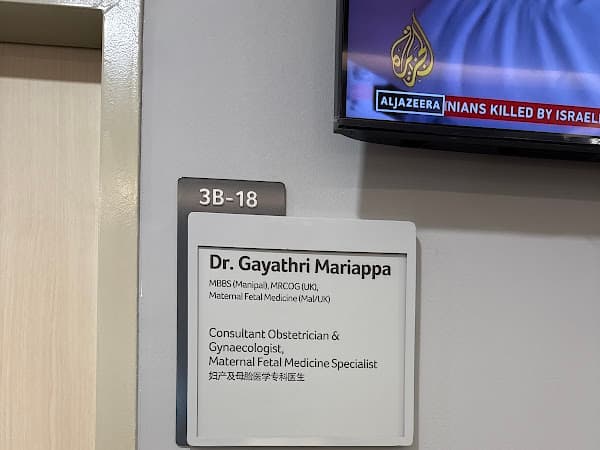 ALJAZEERA
NIANS KILLED BY ISRAEL
3B-18
Dr. Gayathri Mariappa
MBBS (Manipal), MRCOG (UK),
Maternal Fetal Medicine (Mal/UK)
Consultant Obstetrician &
Gynaecologist,
Maternal Fetal Medicine Specialist
妇产及母胎医学专科医生